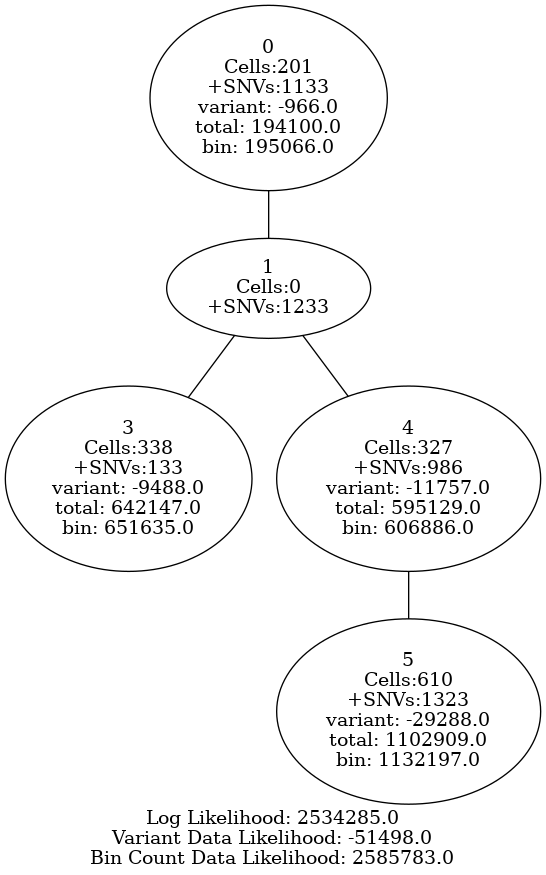 0
Cells:201
+SNVs:1133
variant: -966.0
total: 194100.0
bin: 195066.0
1
Cells:0
+SNVs:1233
3
Cells:338
+SNVs:133
variant: -9488.0
total: 642147.0
bin: 651635.0
4
Cells:327
+SNVs:986
variant: -11757.0
total: 595129.0
bin: 606886.0
5
Cells:610
+SNVs:1323
variant: -29288.0
total: 1102909.0
bin: 1132197.0
Log Likelihood: 2534285.0
Variant Data Likelihood: -51498.0
Bin Count Data Likelihood: 2585783.0